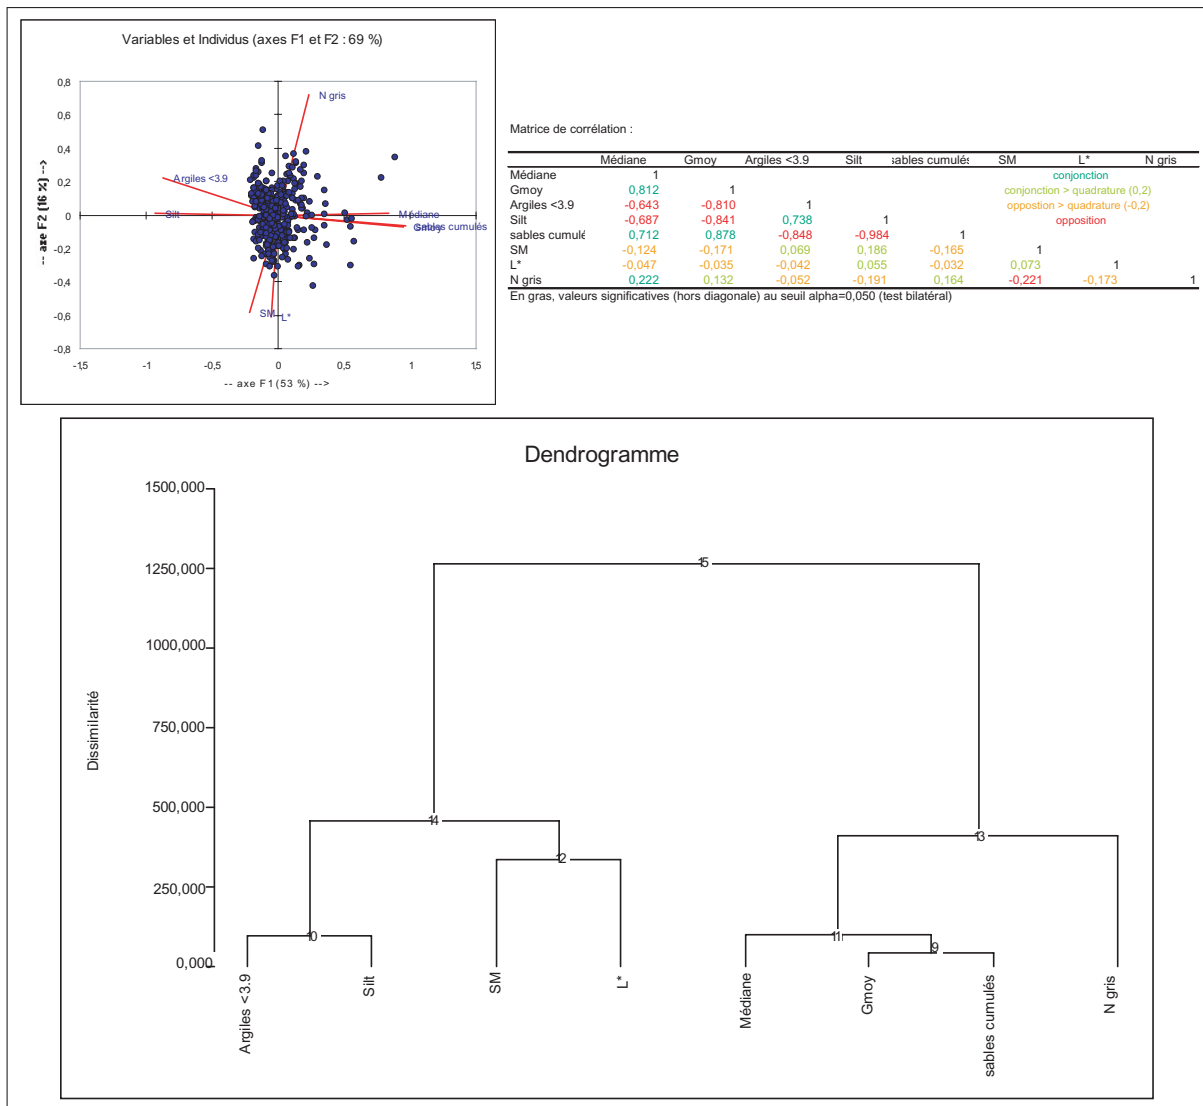 Variables et Individus (axes F1 et F2 : 69 %)
-- axe F2 (16 %) -->
0,8
0,6
0,4
0,2
0
-0,2
-0,4
-0,6
-0,8
N gris
Argiles <3.9
Silt
Médiane
sables cumulés
Gmoy
SM
L*
-1,5
-1
-0,5
0
0,5
1
1,5
-- axe F1 (53 %) -->
Matrice de corrélation :
Médiane Gmoy Argiles <3.9 Silt sables cumulés SM L* N gris
Médiane 1 conjonction
Gmoy 0,812 1 conjonction > quadrature (0,2)
Argiles <3.9 -0,643 -0,810 1 oppostion > quadrature (-0,2)
Silt -0,687 -0,841 0,738 1 opposition
sables cumulé 0,712 0,878 -0,848 -0,984 1
SM -0,124 -0,171 0,069 0,186 -0,165 1
L* -0,047 -0,035 -0,042 0,055 -0,032 0,073 1
N gris 0,222 0,132 -0,052 -0,191 0,164 -0,221 -0,173 1
En gras, valeurs significatives (hors diagonale) au seuil alpha=0,050 (test bilatéral)
Dendrogramme
Dissimilarité
1500,000
1250,000
1000,000
750,000
500,000
250,000
0,000
15
14
13
12
10
11
9
Argiles <3.9
Silt
SM
L*
Médiane
Gmoy
sables cumulés
N gris